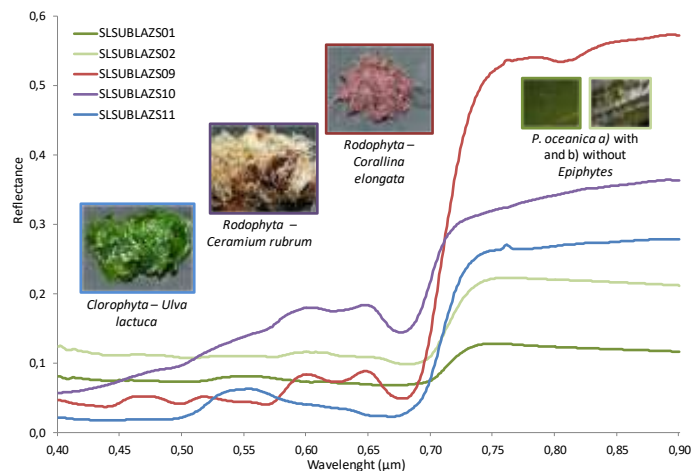 0,6
0,5
0,4
0,3
0,2
0,1
0,0
Reflectance
SLSUBLAZS01
SLSUBLAZS02
SLSUBLAZS09
SLSUBLAZS10
SLSUBLAZS11
Rodophyta –
Corallina
elongata
P. oceanica a) with
and b) without
Epiphytes
Rodophyta –
Ceramium rubrum
Clorophyta – Ulva
lactuca
0,40 0,45 0,50 0,55 0,60 0,65 0,70 0,75 0,80 0,85 0,90
Wavelenght (µm)